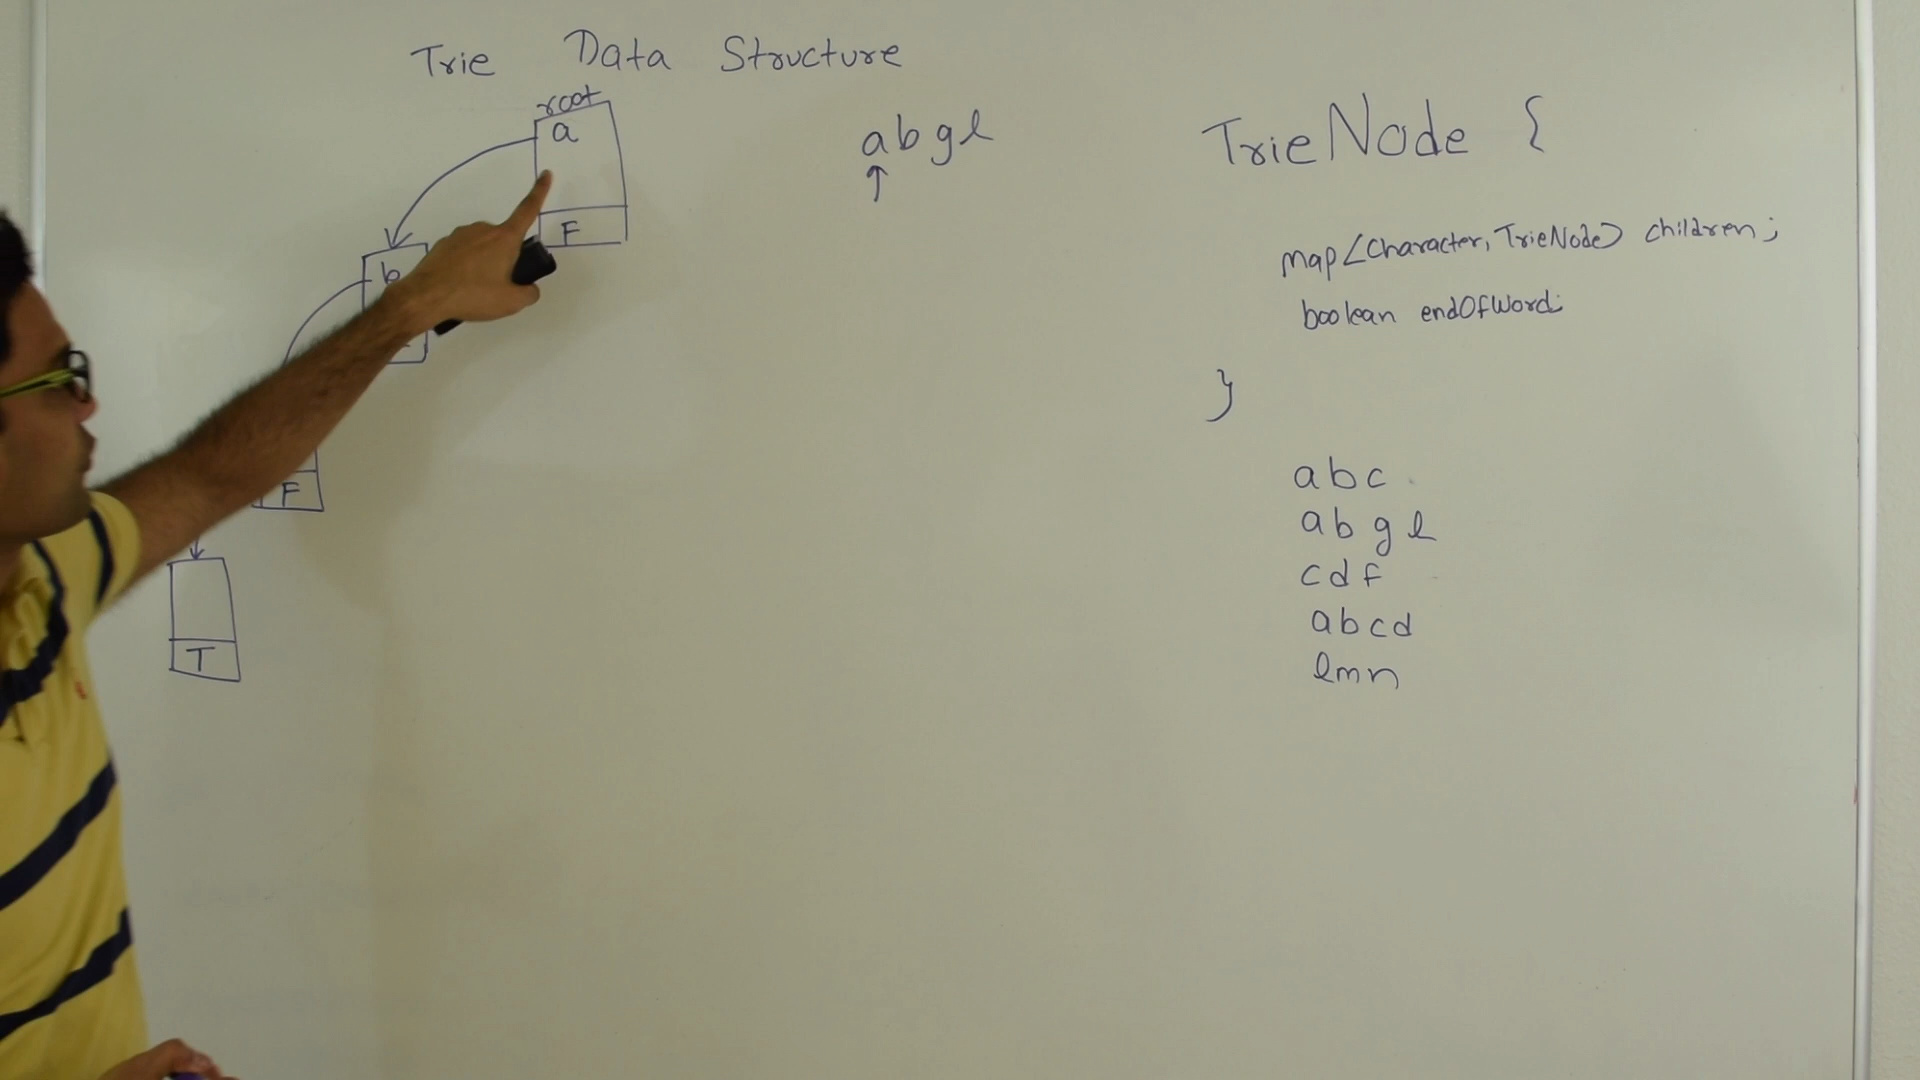 Trie Data Structure
root
a
F
b
F
T
abgl
TrieNode {
map<Character, TrieNode> children;
boolean endOfWord;
}
abc
abgl
cdf
abcd
lmn